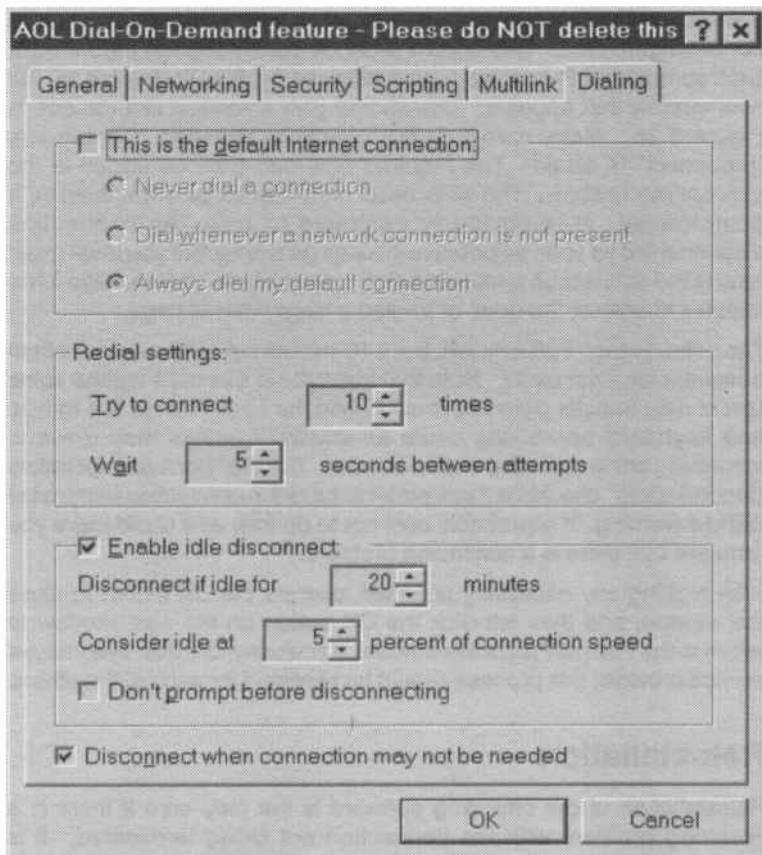 AOL Dial-On-Demand feature - Please do NOT delete this ? ×
General Networking Security Scripting Multilink Dialing
This is the default Internet connection:
Never dial a connection
Dial whenever a network connection is not present
Always dial my default connection
Redial settings:
Try to connect 10 times
Wait 5 seconds between attempts
Enable idle disconnect
Disconnect if idle for 20 minutes
Consider idle at 5 percent of connection speed
Don't prompt before disconnecting
Disconnect when connection may not be needed
OK Cancel